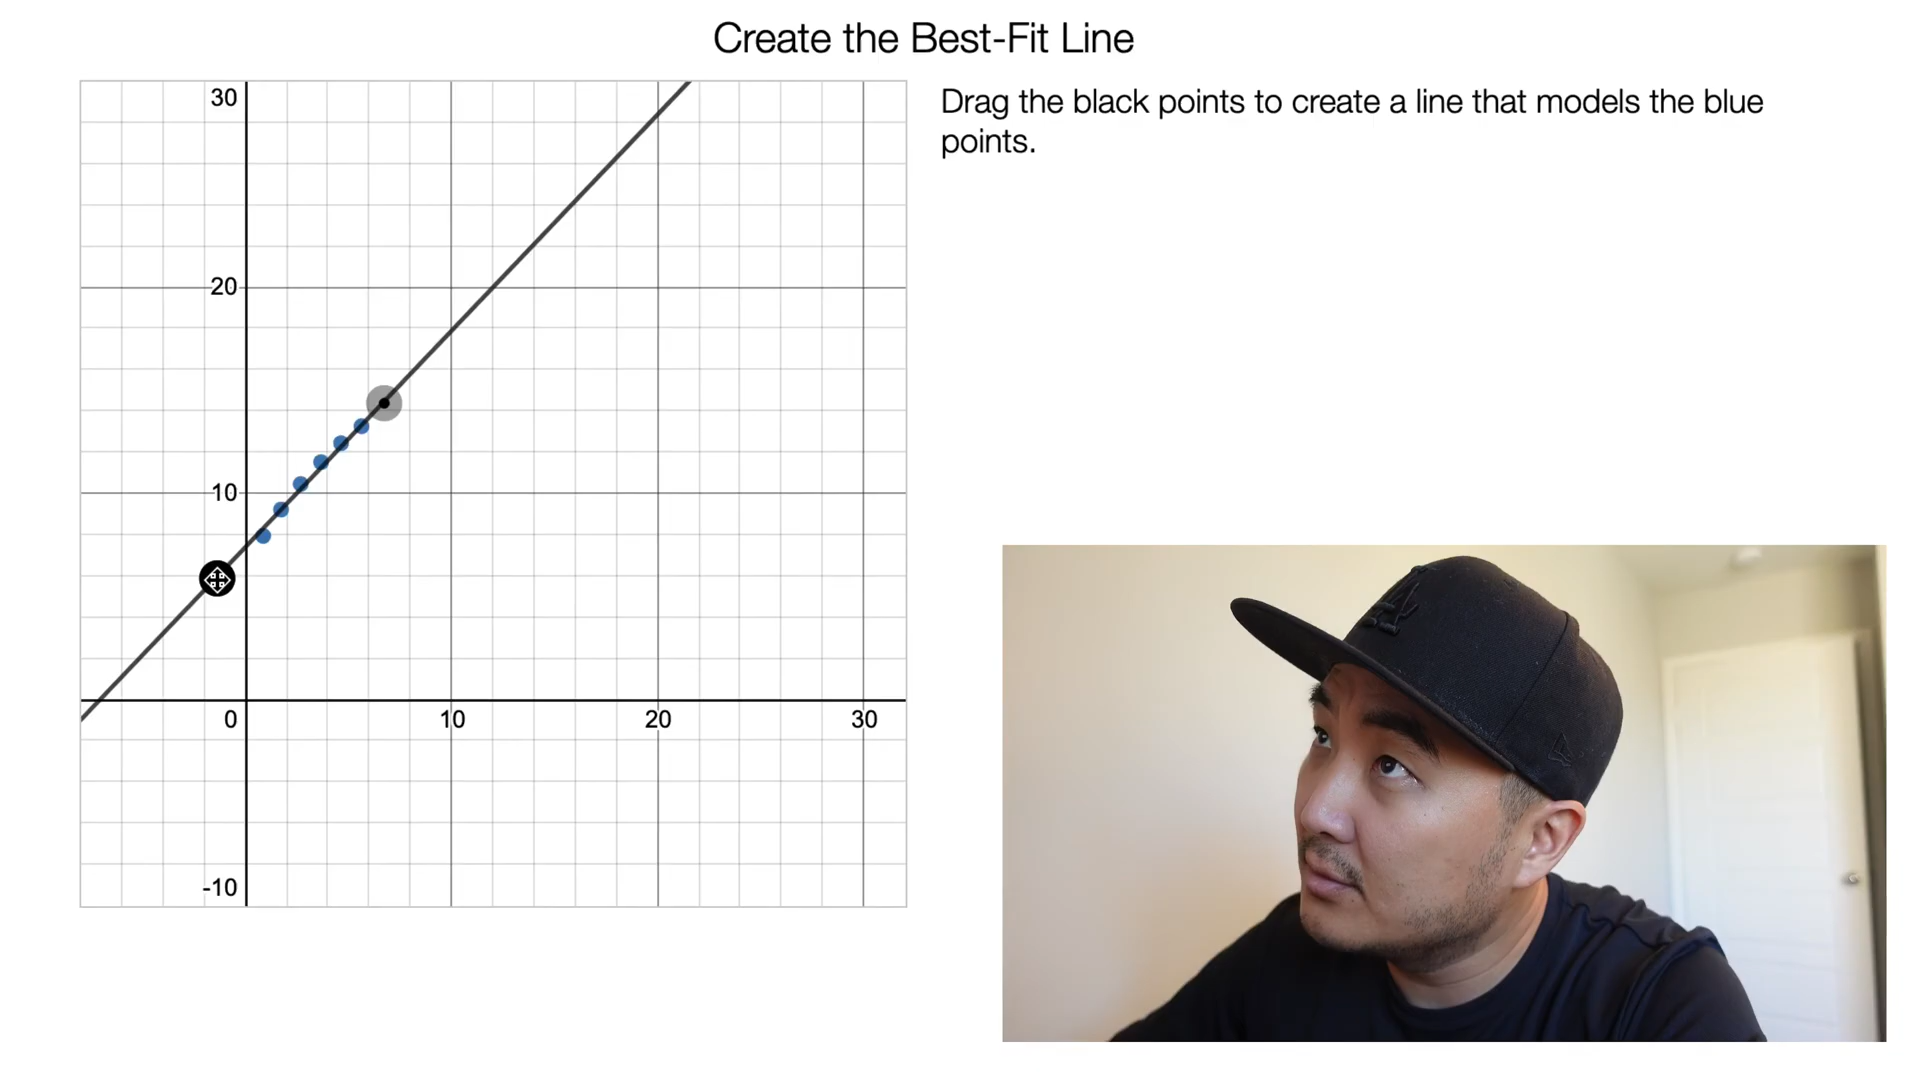 Create the Best-Fit Line
30
Drag the black points to create a line that models the blue
points.
20
10
0
10
20
30
-10